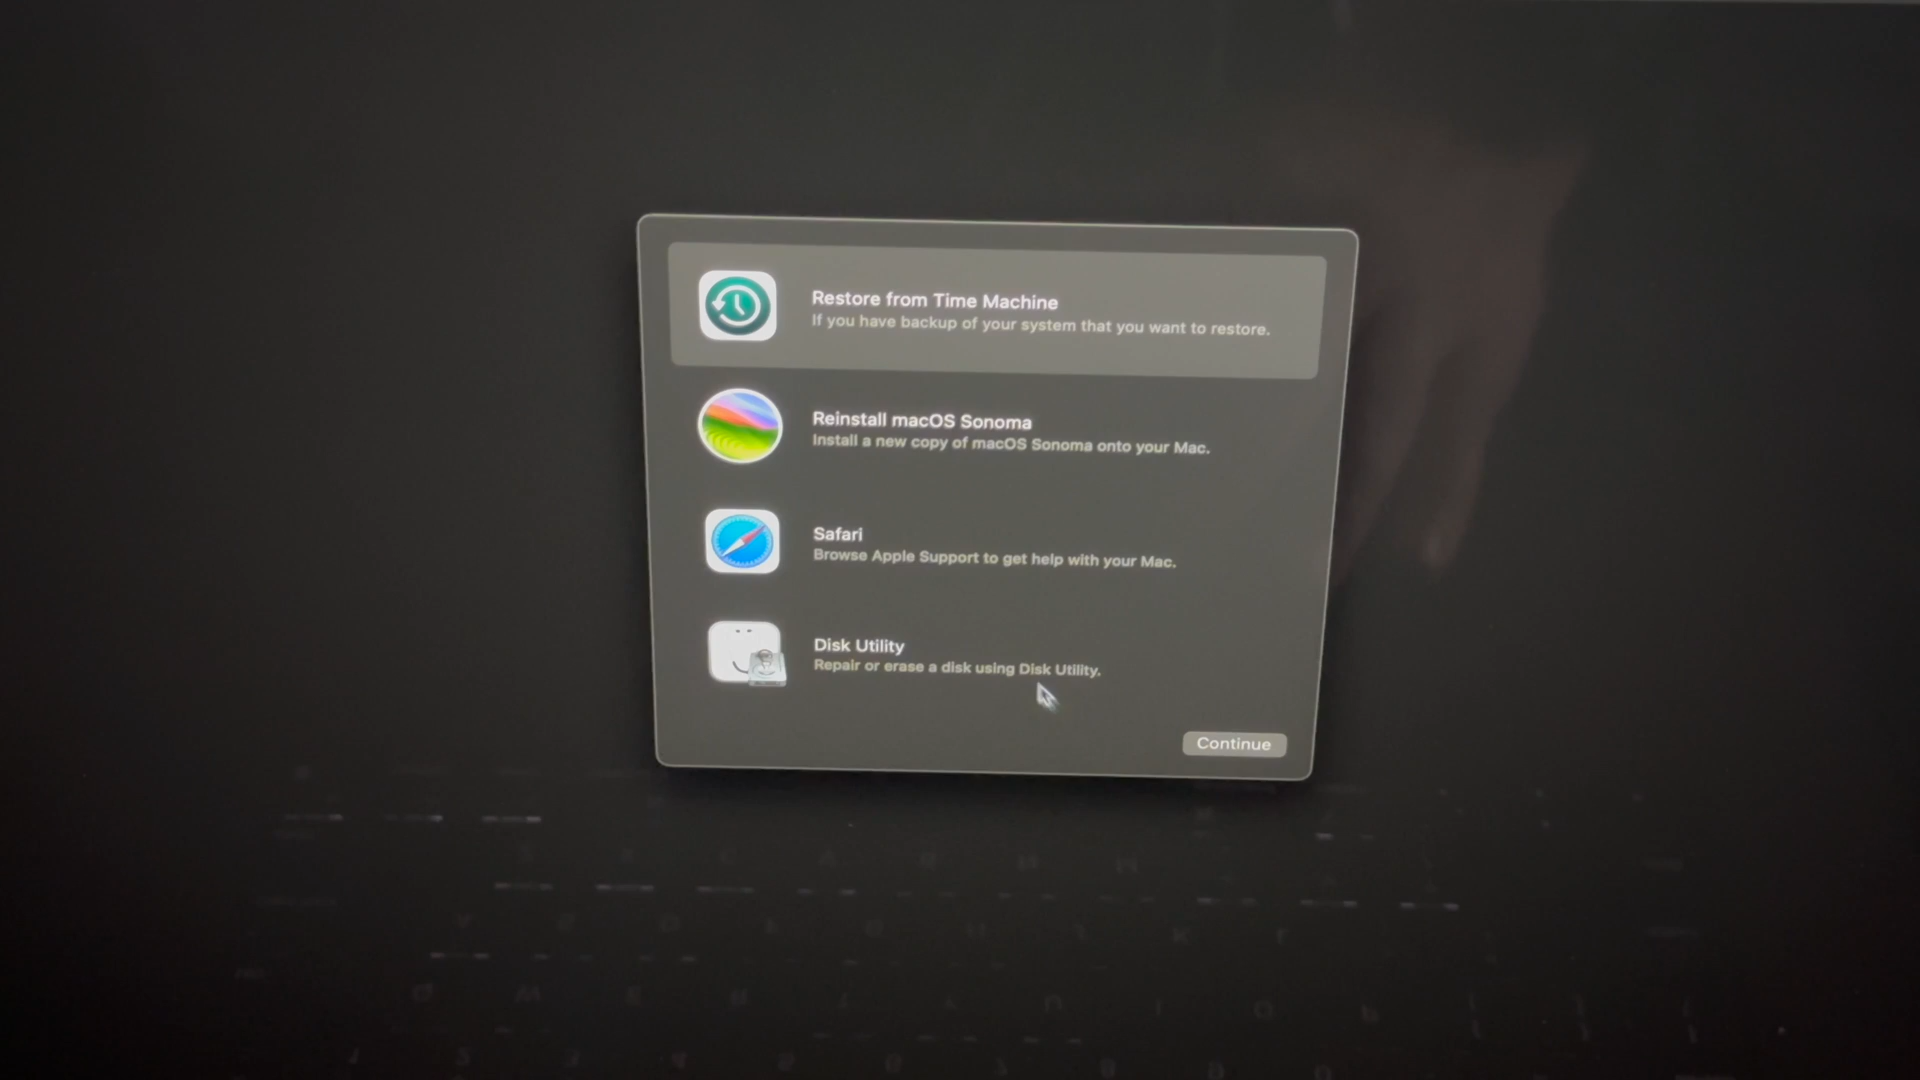 Restore from Time Machine
If you have backup of your system that you want to restore.
Reinstall macOS Sonoma
Install a new copy of macOS Sonoma onto your Mac.
Safari
Browse Apple Support to get help with your Mac.
Disk Utility
Repair or erase a disk using Disk Utility.
Continue